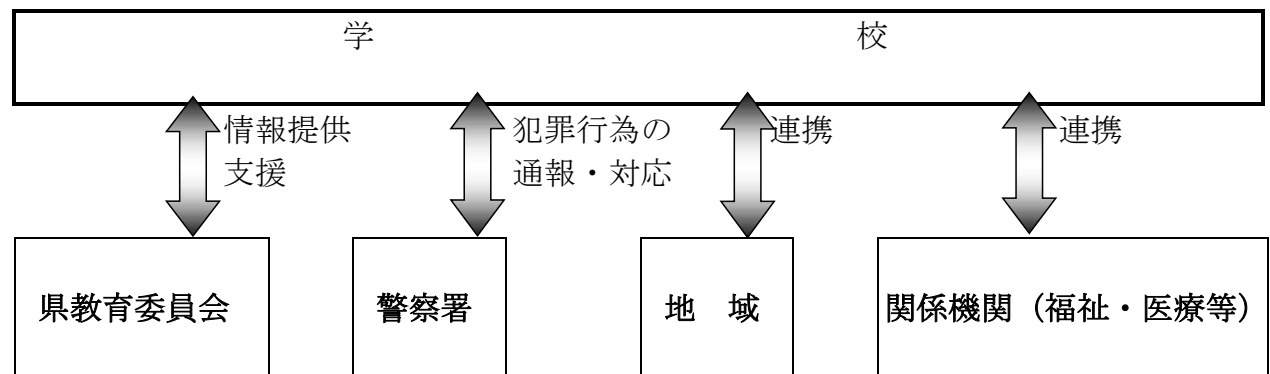 学　校
情報提供
支援
犯罪行為の
通報・対応
連携
連携
県教育委員会
警察署
地　域
関係機関（福祉・医療等）